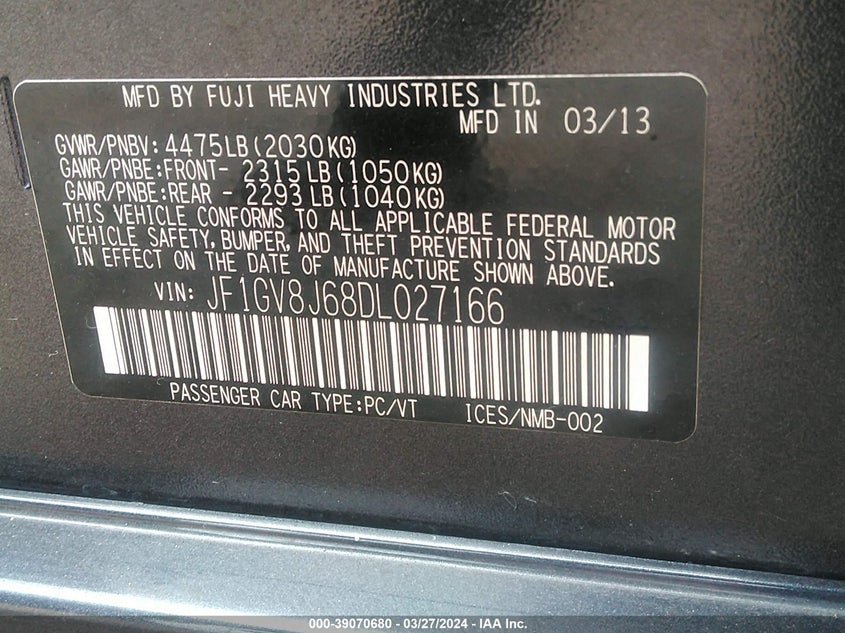 MFD BY FUJI HEAVY INDUSTRIES LTD.
MFD IN 03/13
GVWR/PNBV: 4475LB(2030KG)
GAWR/PNBE:FRONT- 2315LB(1050KG)
GAWR/PNBE:REAR - 2293LB(1040KG)
THIS VEHICLE CONFORMS TO ALL APPLICABLE FEDERAL MOTOR
VEHICLE SAFETY, BUMPER, AND THEFT PREVENTION STANDARDS
IN EFFECT ON THE DATE OF MANUFACTURE SHOWN ABOVE.
VIN: JF1GV8J68DL027166
PASSENGER CAR TYPE:PC/VT ICES/NMB-002
000-39070680 - 03/27/2024 - IAA Inc.